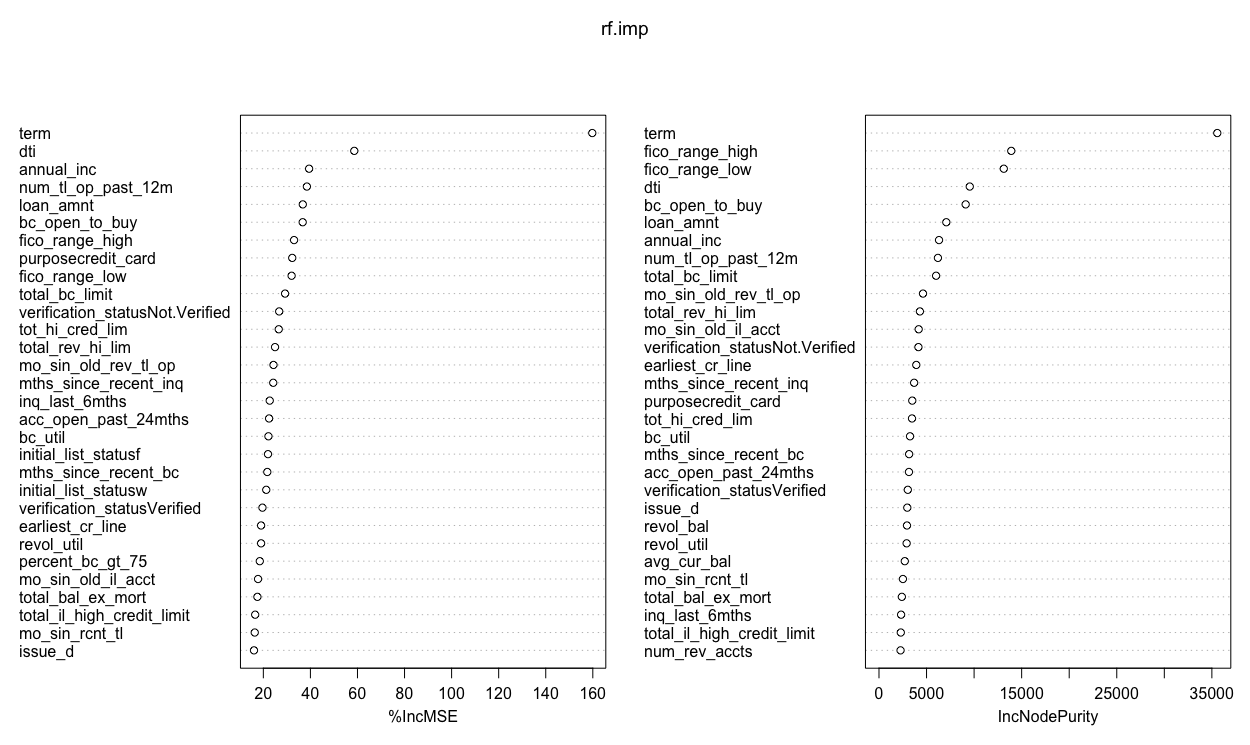 rf.imp
term
dti
annual_inc
num_tl_op_past_12m
loan_amnt
bc_open_to_buy
fico_range_high
purposecredit_card
fico_range_low
total_bc_limit
verification_statusNot.Verified
tot_hi_cred_lim
total_rev_hi_lim
mo_sin_old_rev_tl_op
mths_since_recent_inq
inq_last_6mths
acc_open_past_24mths
bc_util
initial_list_statusf
mths_since_recent_bc
initial_list_statusw
verification_statusVerified
earliest_cr_line
revol_util
percent_bc_gt_75
mo_sin_old_il_acct
total_bal_ex_mort
total_il_high_credit_limit
mo_sin_rcnt_tl
issue_d
20 40 60 80 100 120 140 160
%IncMSE
term
fico_range_high
fico_range_low
dti
bc_open_to_buy
loan_amnt
annual_inc
num_tl_op_past_12m
total_bc_limit
mo_sin_old_rev_tl_op
total_rev_hi_lim
mo_sin_old_il_acct
verification_statusNot.Verified
earliest_cr_line
mths_since_recent_inq
purposecredit_card
tot_hi_cred_lim
bc_util
mths_since_recent_bc
acc_open_past_24mths
verification_statusVerified
issue_d
revol_bal
revol_util
avg_cur_bal
mo_sin_rcnt_tl
total_bal_ex_mort
inq_last_6mths
total_il_high_credit_limit
num_rev_accts
0 5000 15000 25000 35000
IncNodePurity